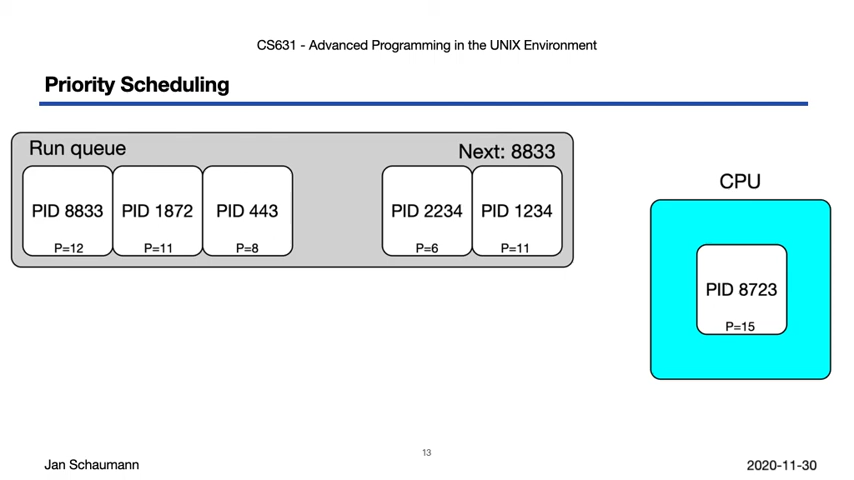 CS631 - Advanced Programming in the UNIX Environment
Priority Scheduling
Run queue
Next: 8833
PID 8833
P=12
PID 1872
P=11
PID 443
P=8
PID 2234
P=6
PID 1234
P=11
CPU
PID 8723
P=15
13
Jan Schaumann
2020-11-30